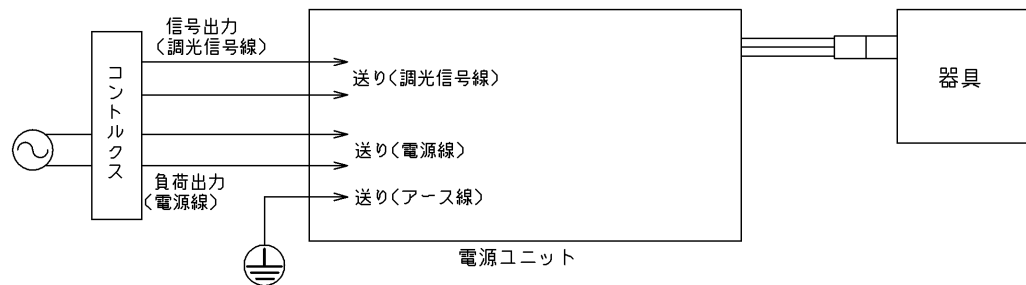 信号出力
(調光信号線)
コントルクス
送り(調光信号線)
器具
送り(電源線)
負荷出力
(電源線)
送り(アース線)
電源ユニット